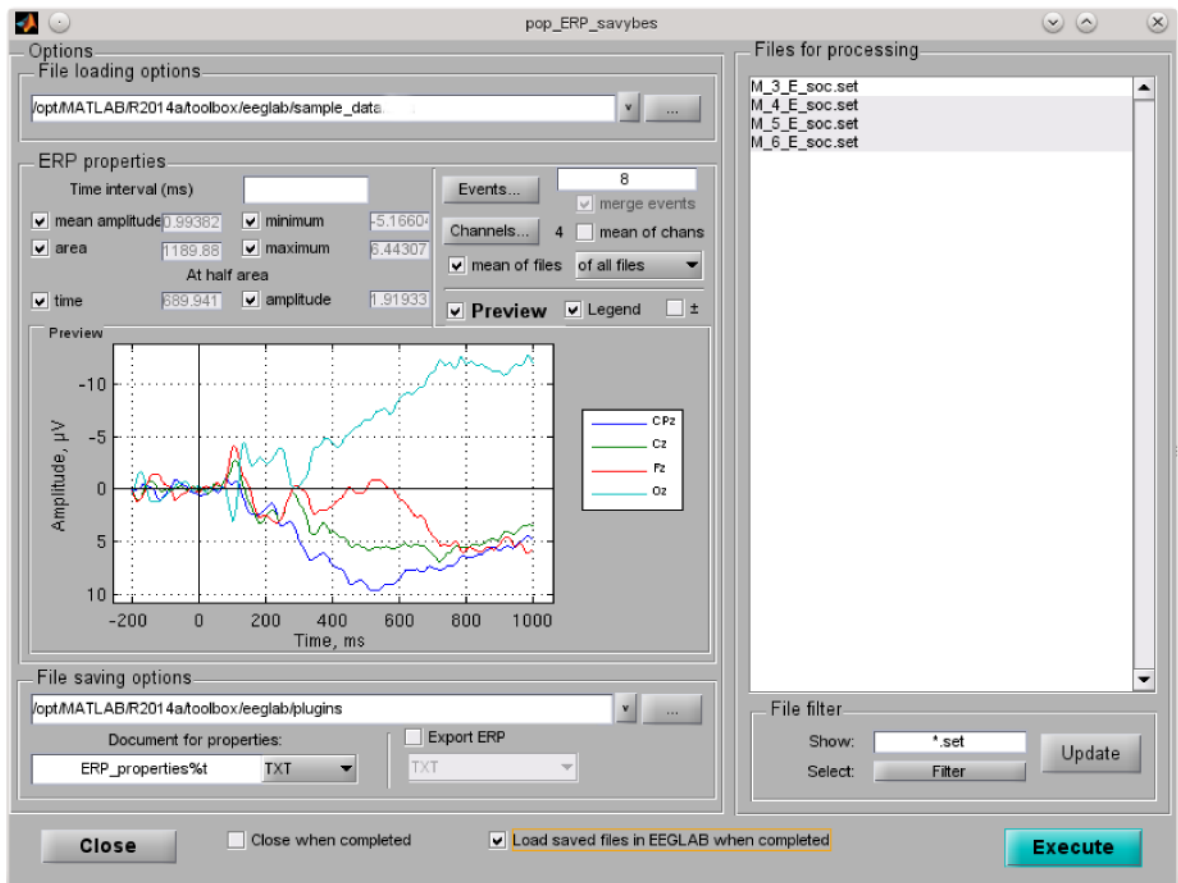 pop_ERP_savybes
Options
File loading options
/opt/MATLAB/R2014a/toolbox/eeglab/sample_data
v
...
ERP properties
Time interval (ms)
mean amplitude
0.99382
minimum
-5.16604
area
1189.88
maximum
6.44307
At half area
time
689.941
amplitude
1.91933
Events...
8
merge events
Channels...
4
mean of chans
mean of files
of all files
Preview
Legend
±
Preview
Amplitude, µV
-10
-5
0
5
10
-200 0 200 400 600 800 1000
Time, ms
CPz
Cz
Fz
Oz
File saving options
/opt/MATLAB/R2014a/toolbox/eeglab/plugins
v
...
Document for properties:
ERP_properties%t
TXT
Export ERP
TXT
Files for processing
M_3_E_soc.set
M_4_E_soc.set
M_5_E_soc.set
M_6_E_soc.set
File filter
Show:
*.set
Select:
Filter
Update
Close
Close when completed
Load saved files in EEGLAB when completed
Execute